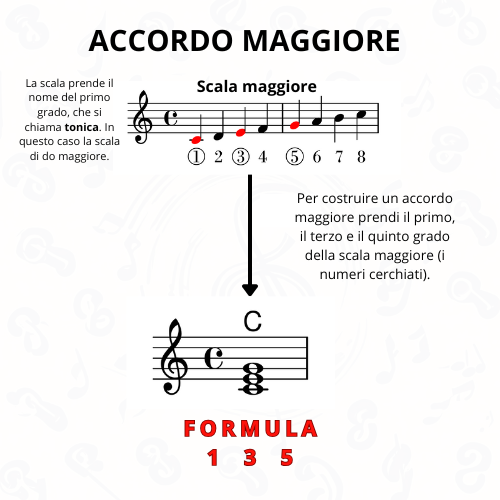 ACCORDO MAGGIORE
La scala prende il
nome del primo
grado, che si
chiama tonica. In
questo caso la scala
di do maggiore.
Scala maggiore
1 2 3 4 5 6 7 8
Per costruire un accordo
maggiore prendi il primo,
il terzo e il quinto grado
della scala maggiore (i
numeri cerchiati).
C
FORMULA
1 3 5